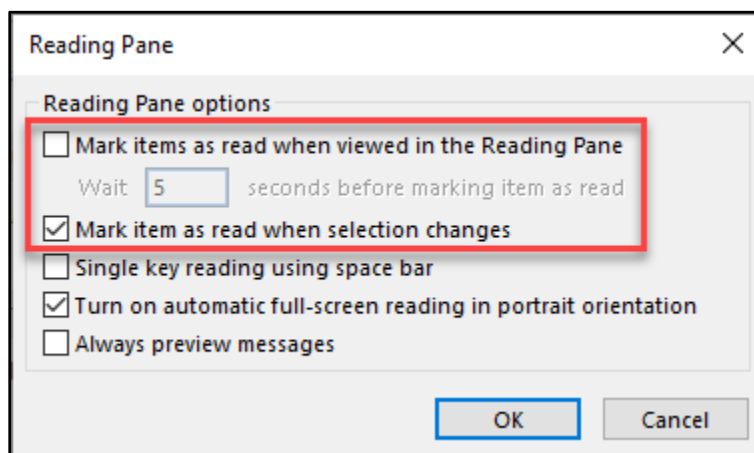 Reading Pane
Reading Pane options
Mark items as read when viewed in the Reading Pane
Wait 5 seconds before marking item as read
Mark item as read when selection changes
Single key reading using space bar
Turn on automatic full-screen reading in portrait orientation
Always preview messages
OK Cancel